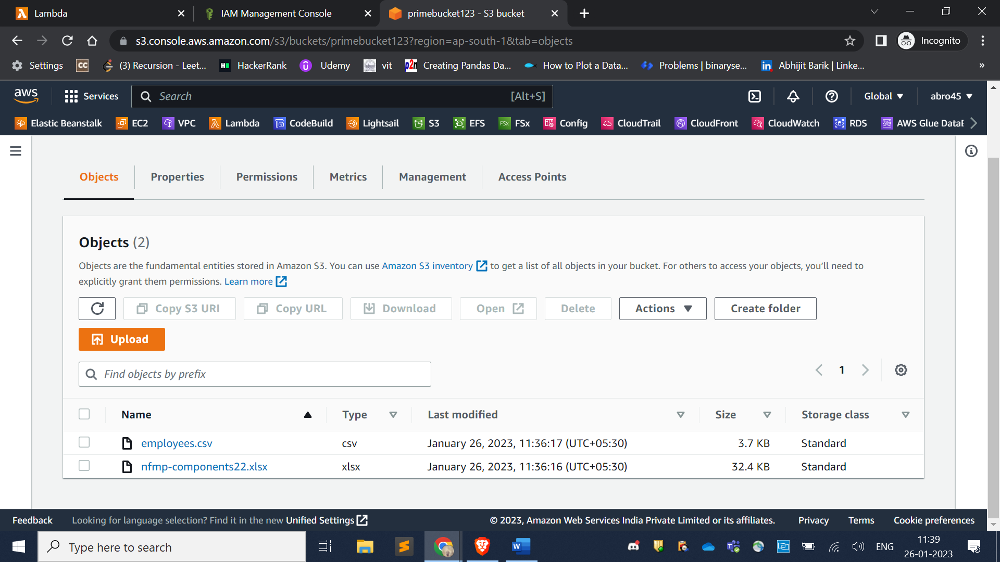 Lambda
IAM Management Console
primebucket123 - S3 bucket
s3.console.aws.amazon.com/s3/buckets/primebucket123?region=ap-south-1&tab=objects
Incognito
Settings
CC
(3) Recursion - Leet...
HackerRank
Udemy
vit
p2n
Creating Pandas Da...
How to Plot a Data...
Problems | binaryse...
in
Abhijit Barik | Linke...
»
aws
Services
Search
[Alt+S]
Global
abro45
Elastic Beanstalk
EC2
VPC
Lambda
CodeBuild
Lightsail
S3
EFS
FSx
FSx
Config
CloudTrail
CloudFront
CloudWatch
RDS
AWS Glue DataB
Objects
Properties
Permissions
Metrics
Management
Access Points
Objects (2)
Objects are the fundamental entities stored in Amazon S3. You can use Amazon S3 inventory to get a list of all objects in your bucket. For others to access your objects, you'll need to
explicitly grant them permissions. Learn more
Copy S3 URI
Copy URL
Download
Open
Delete
Actions
Create folder
Upload
Find objects by prefix
1
Name
Type
Last modified
Size
Storage class
employees.csv
csv
January 26, 2023, 11:36:17 (UTC+05:30)
3.7 KB
Standard
nfmp-components22.xlsx
xlsx
January 26, 2023, 11:36:16 (UTC+05:30)
32.4 KB
Standard
Feedback
Looking for language selection? Find it in the new Unified Settings
© 2023, Amazon Web Services India Private Limited or its affiliates.
Privacy
Terms
Cookie preferences
Type here to search
W
ENG
11:39
26-01-2023